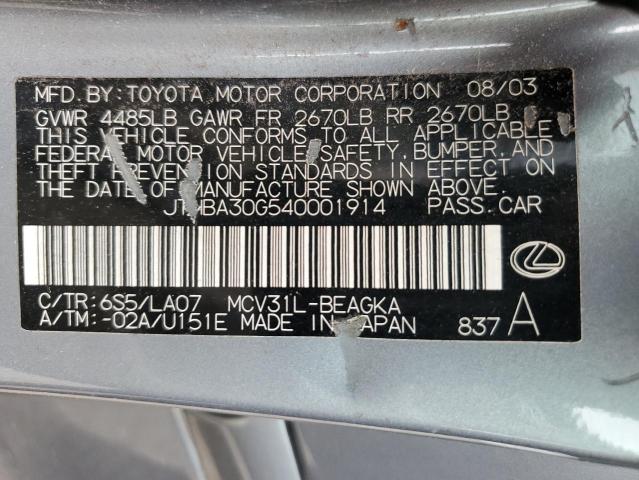 MFD. BY: TOYOTA MOTOR CORPORATION 08/03
GVWR 4485LB GAWR FR 2670LB RR 2670LB
THIS VEHICLE CONFORMS TO ALL APPLICABLE
FEDERAL MOTOR VEHICLE SAFETY, BUMPER, AND
THEFT PREVENTION STANDARDS IN EFFECT ON
THE DATE OF MANUFACTURE SHOWN ABOVE.
JTHBA30G540001914 PASS. CAR
C/TR: 6S5/LA07 MCV31L-BEAGKA
A/TM: -02A/U151E MADE IN JAPAN 837 A